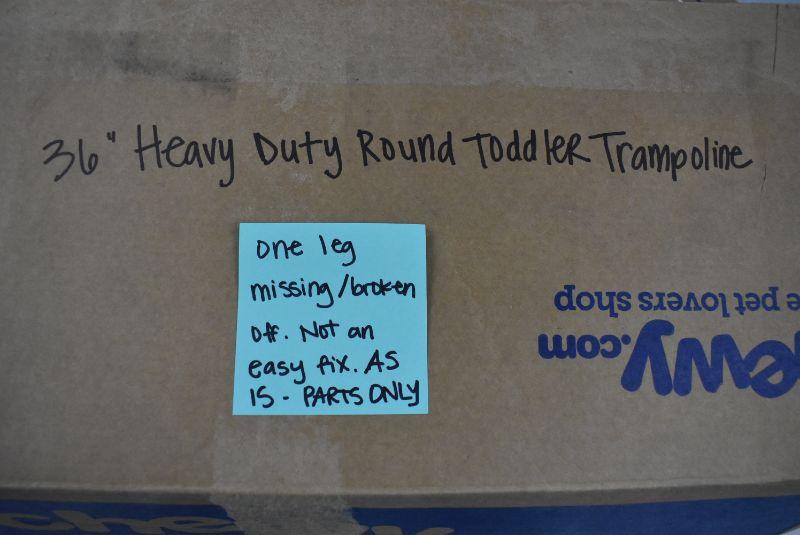 36" Heavy Duty Round Toddler Trampoline
one leg
missing/broken
off. Not an
easy fix. AS
IS - PARTS ONLY
ewy.com
e pet lovers shop
che